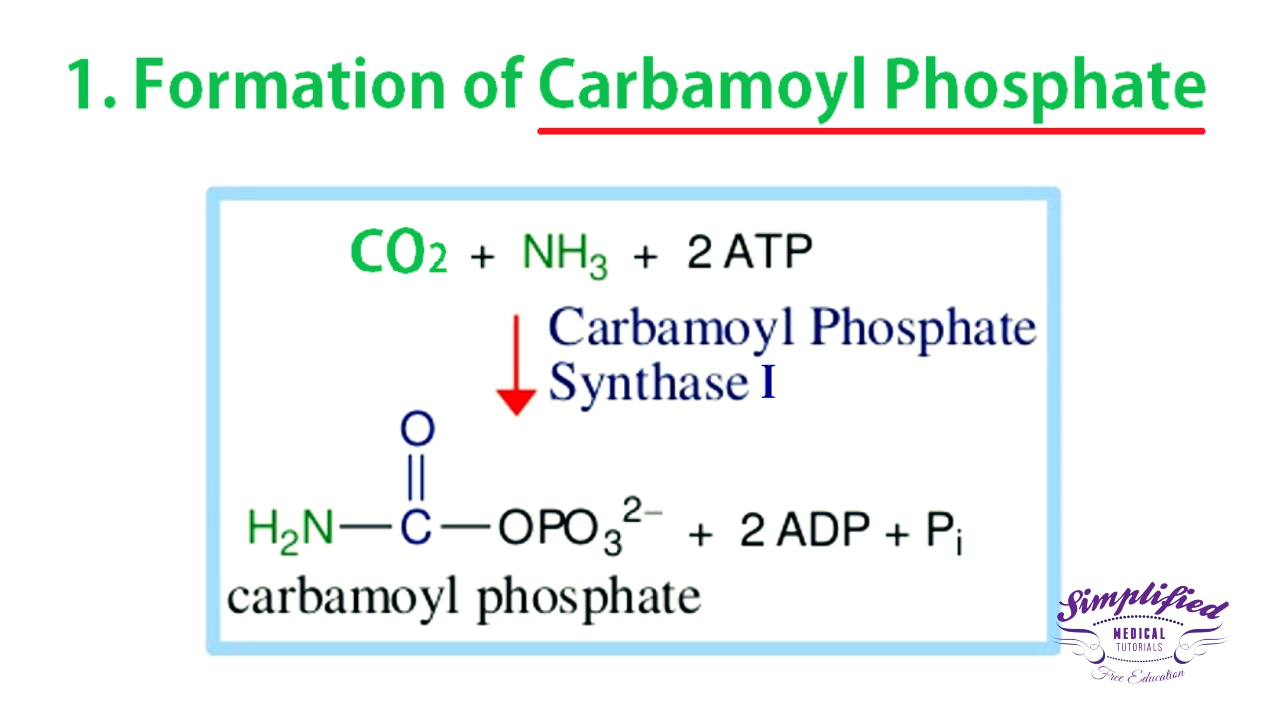 1. Formation of Carbamoyl Phosphate
CO2 + NH3 + 2 ATP
Carbamoyl Phosphate
Synthase I
O
H2N—C—OPO3 2− + 2 ADP + Pi
carbamoyl phosphate
Simplified
MEDICAL
TUTORIALS
Free Education